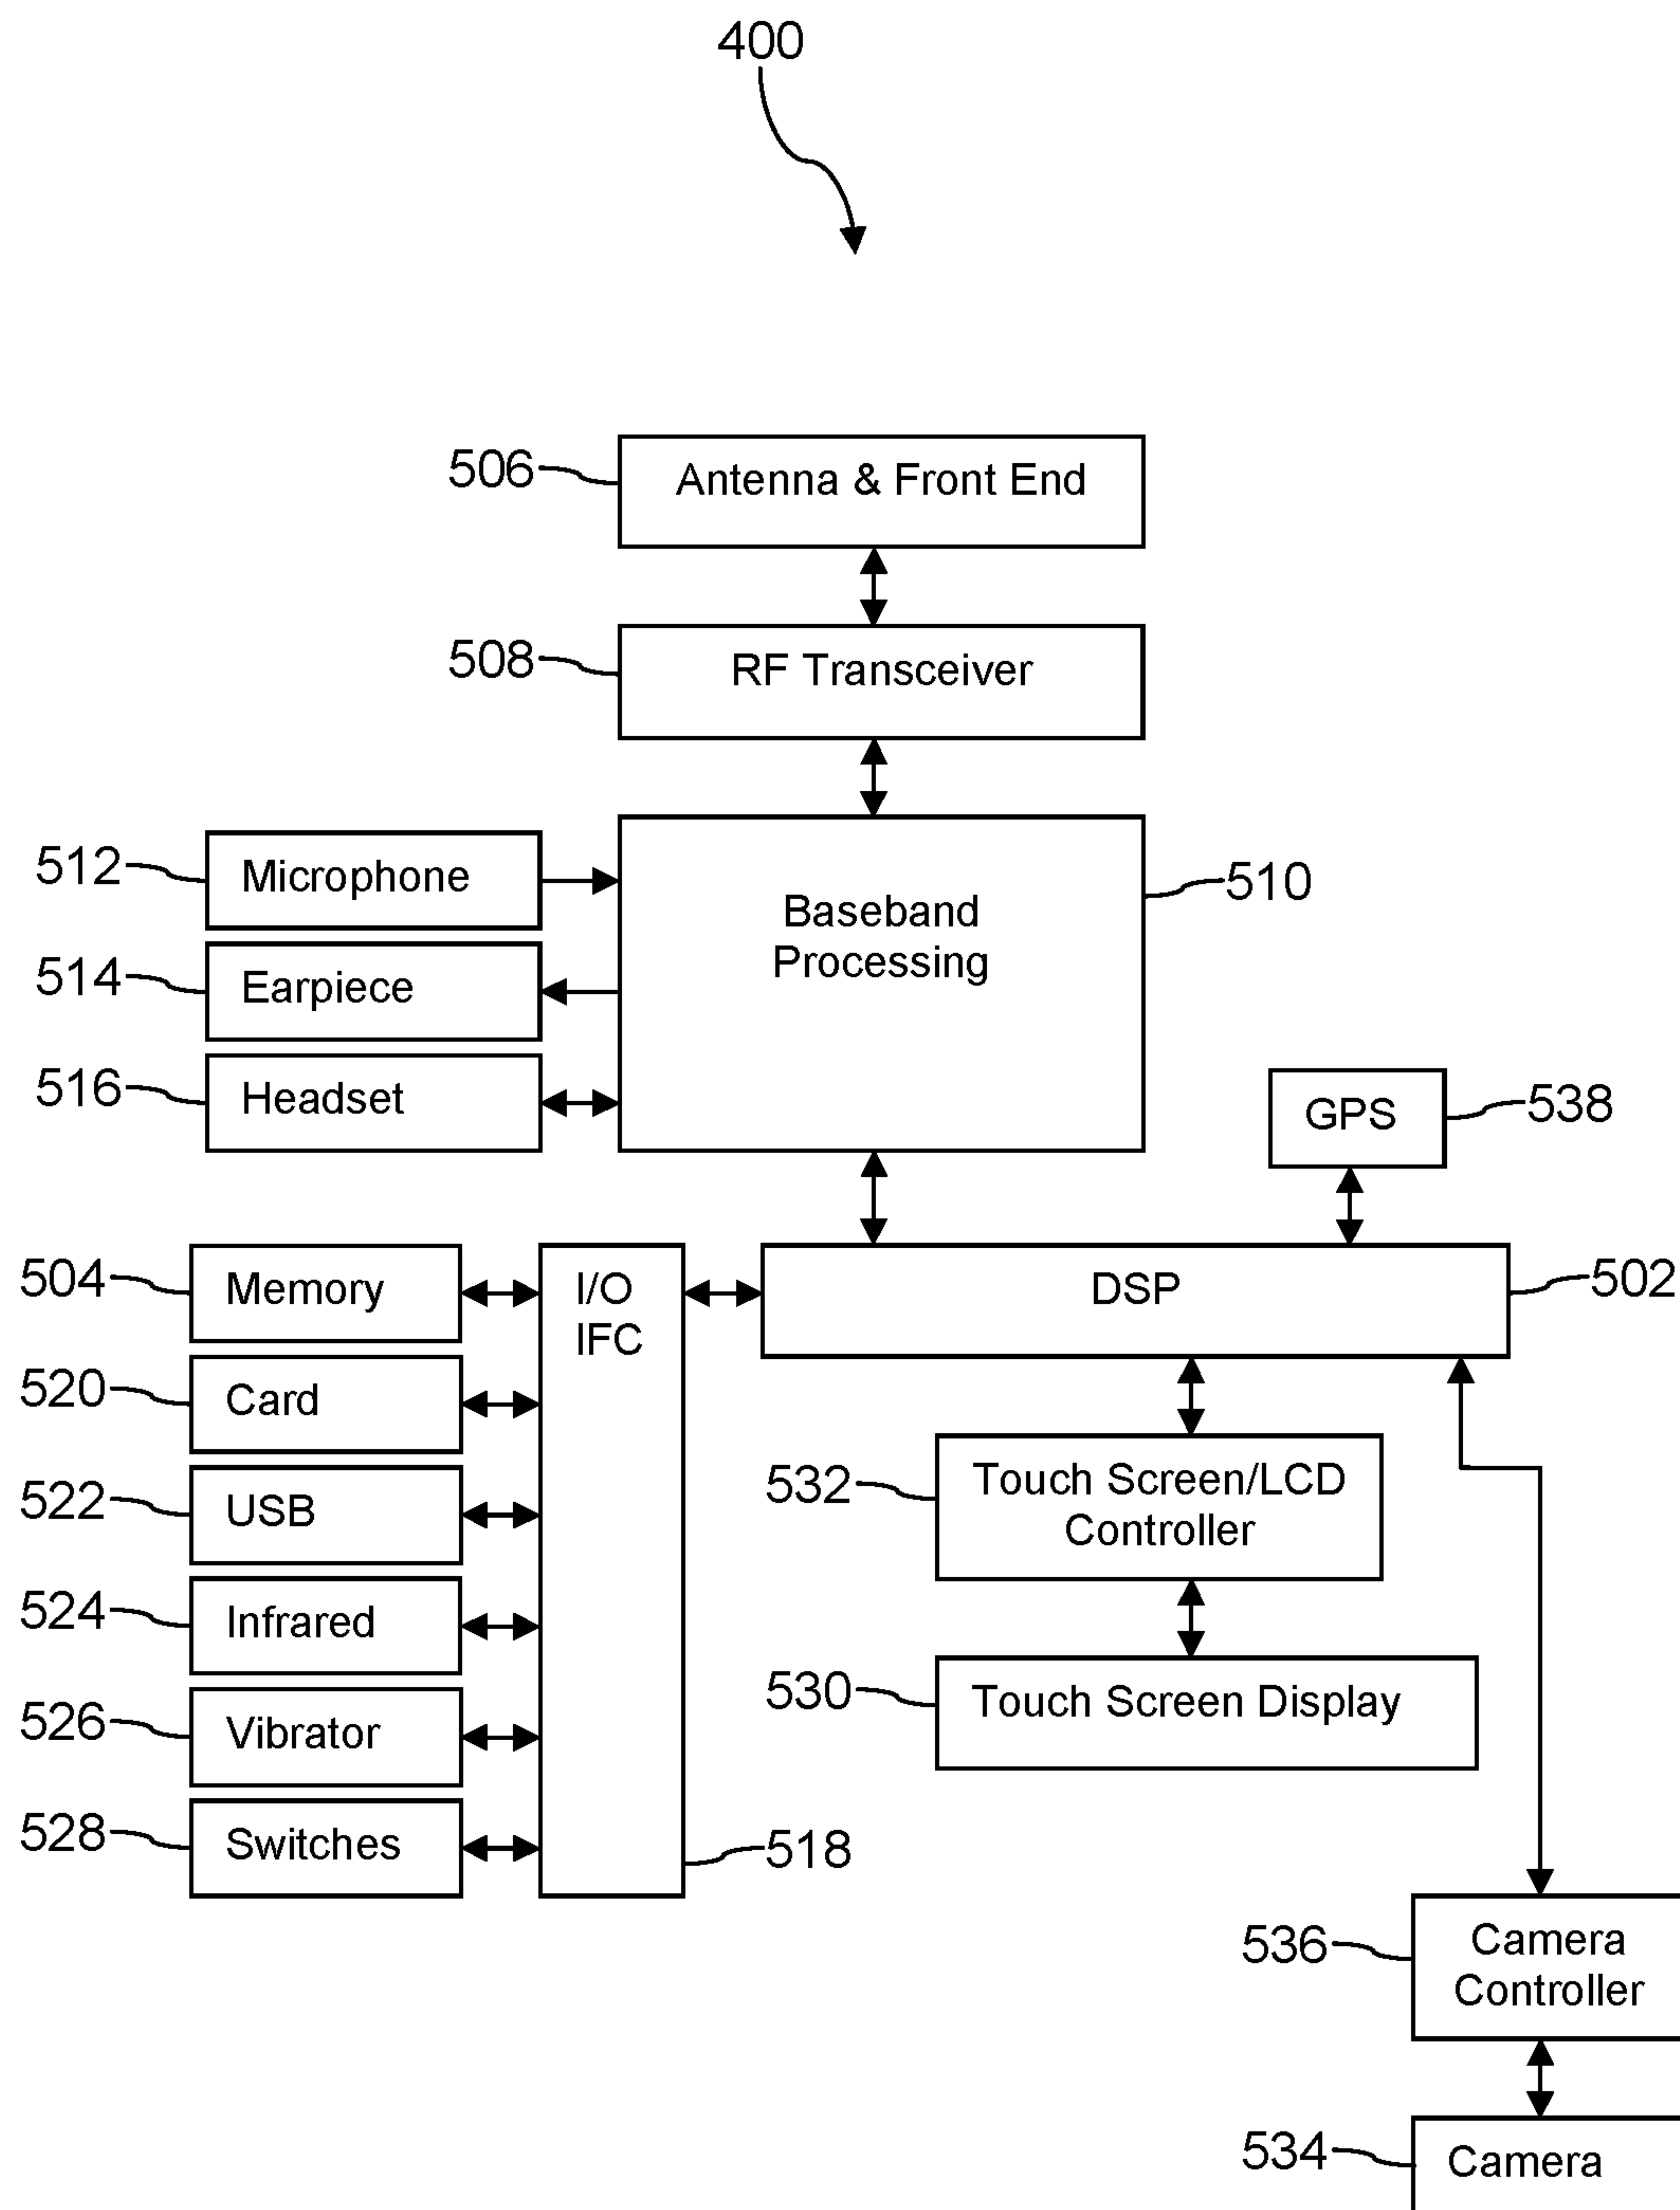 400
506
Antenna & Front End
508
RF Transceiver
512
Microphone
Baseband
Processing
510
514
Earpiece
516
Headset
GPS
538
504
Memory
I/O
IFC
DSP
502
520
Card
522
USB
532
Touch Screen/LCD
Controller
524
Infrared
530
Touch Screen Display
526
Vibrator
528
Switches
518
536
Camera
Controller
534
Camera